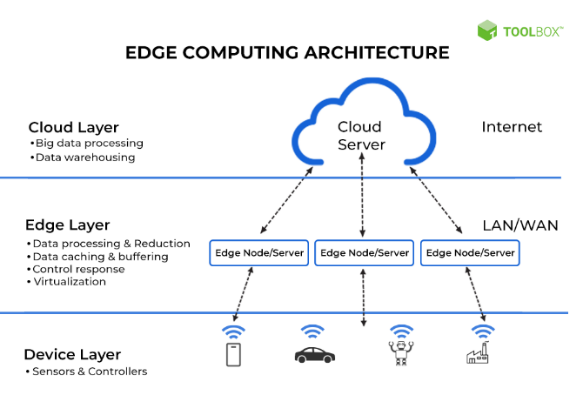 TOOLBOX™
EDGE COMPUTING ARCHITECTURE
Cloud Layer
•Big data processing
•Data warehousing
Cloud
Server
Internet
Edge Layer
•Data processing & Reduction
•Data caching & buffering
•Control response
•Virtualization
LAN/WAN
Edge Node/Server
Edge Node/Server
Edge Node/Server
Device Layer
•Sensors & Controllers